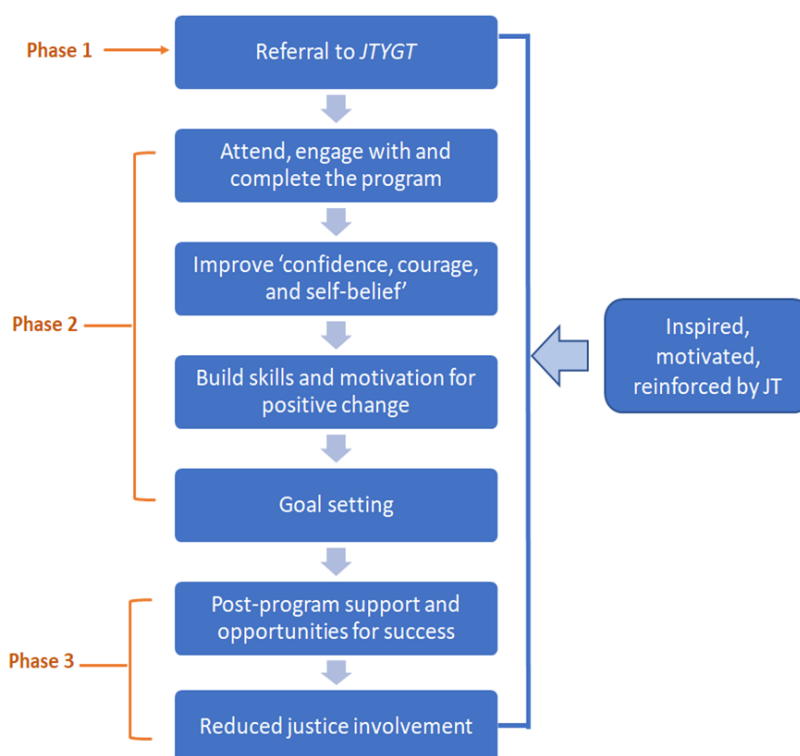 Phase 1
Referral to JTYGT
Attend, engage with and
complete the program
Improve ‘confidence, courage,
and self-belief’
Phase 2
Build skills and motivation for
positive change
Goal setting
Inspired,
motivated,
reinforced by JT
Post-program support and
opportunities for success
Phase 3
Reduced justice involvement